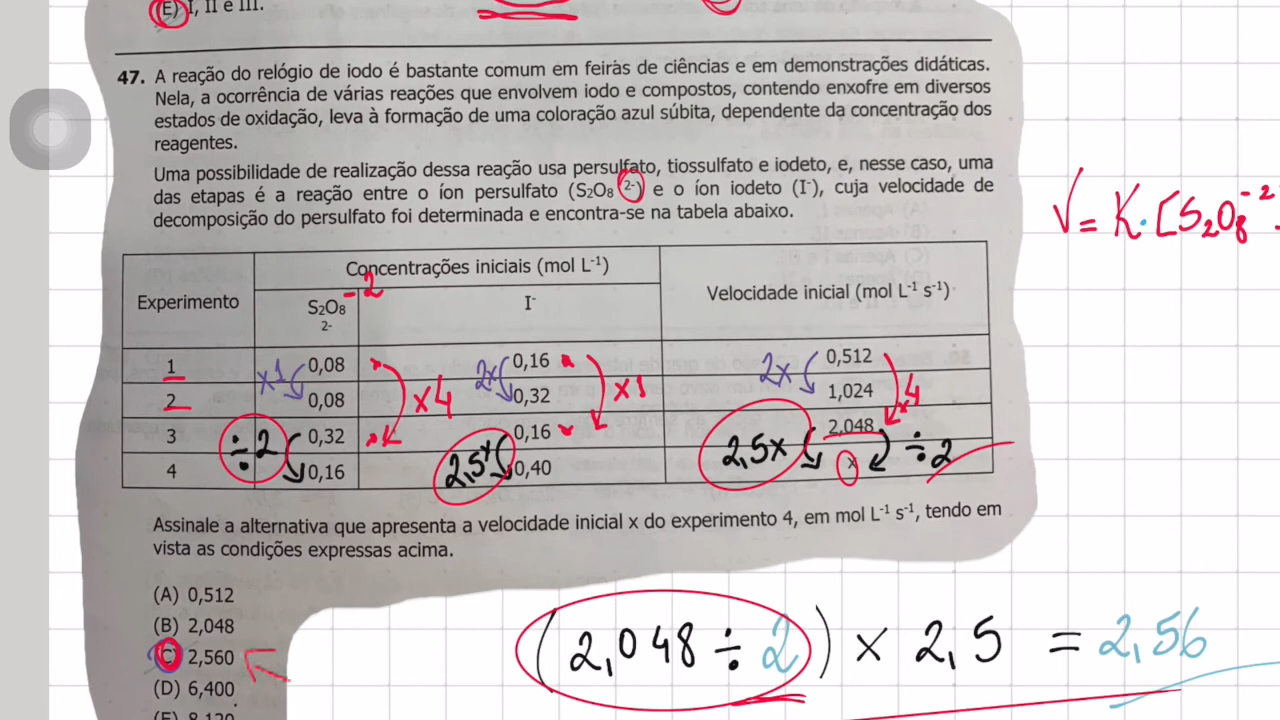 (E) I, II e III.
47. A reação do relógio de iodo é bastante comum em feiras de ciências e em demonstrações didáticas.
Nela, a ocorrência de várias reações que envolvem iodo e compostos, contendo enxofre em diversos
estados de oxidação, leva à formação de uma coloração azul súbita, dependente da concentração dos
reagentes.
Uma possibilidade de realização dessa reação usa persulfato, tiossulfato e iodeto, e, nesse caso, uma
das etapas é a reação entre o íon persulfato (S₂O₈ ²⁻) e o íon iodeto (I⁻), cuja velocidade de
decomposição do persulfato foi determinada e encontra-se na tabela abaixo.
V = K · [S₂O₈⁻²
Experimento
Concentrações iniciais (mol L⁻¹)
Velocidade inicial (mol L⁻¹ s⁻¹)
S₂O₈ -2
2-
I⁻
1 0,08 0,16 0,512
x1 2x 2x
2 0,08 0,32 1,024
x4 x1 x4
3 0,32 0,16 2,048
÷2 2,5x 2,5x x ÷2
4 0,16 0,40
Assinale a alternativa que apresenta a velocidade inicial x do experimento 4, em mol L⁻¹ s⁻¹, tendo em
vista as condições expressas acima.
(A) 0,512
(B) 2,048
(C) 2,560
(D) 6,400
(E) 8,120
(2,048 ÷ 2) x 2,5 = 2,56